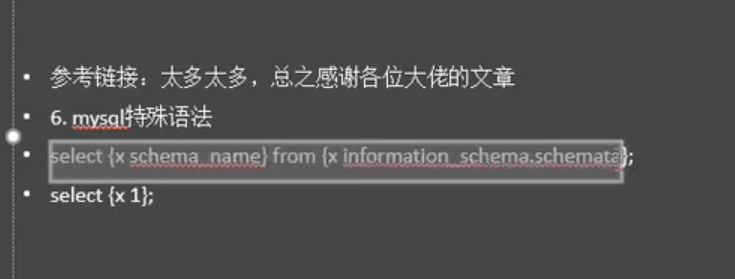 • 参考链接：太多太多，总之感谢各位大佬的文章
• 6. mysql特殊语法
• select {x schema_name} from {x information_schema.schemata};
• select {x 1};